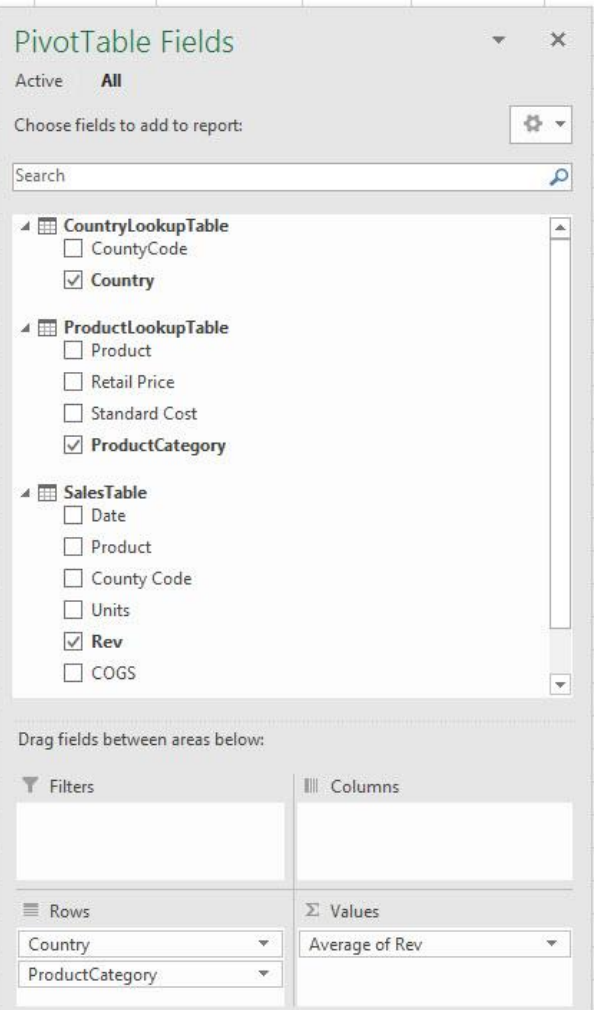 PivotTable Fields
Active All
Choose fields to add to report:
Search
CountryLookupTable
CountyCode
Country
ProductLookupTable
Product
Retail Price
Standard Cost
ProductCategory
SalesTable
Date
Product
County Code
Units
Rev
COGS
Drag fields between areas below:
Filters
Columns
Rows
Σ Values
Country
Average of Rev
ProductCategory